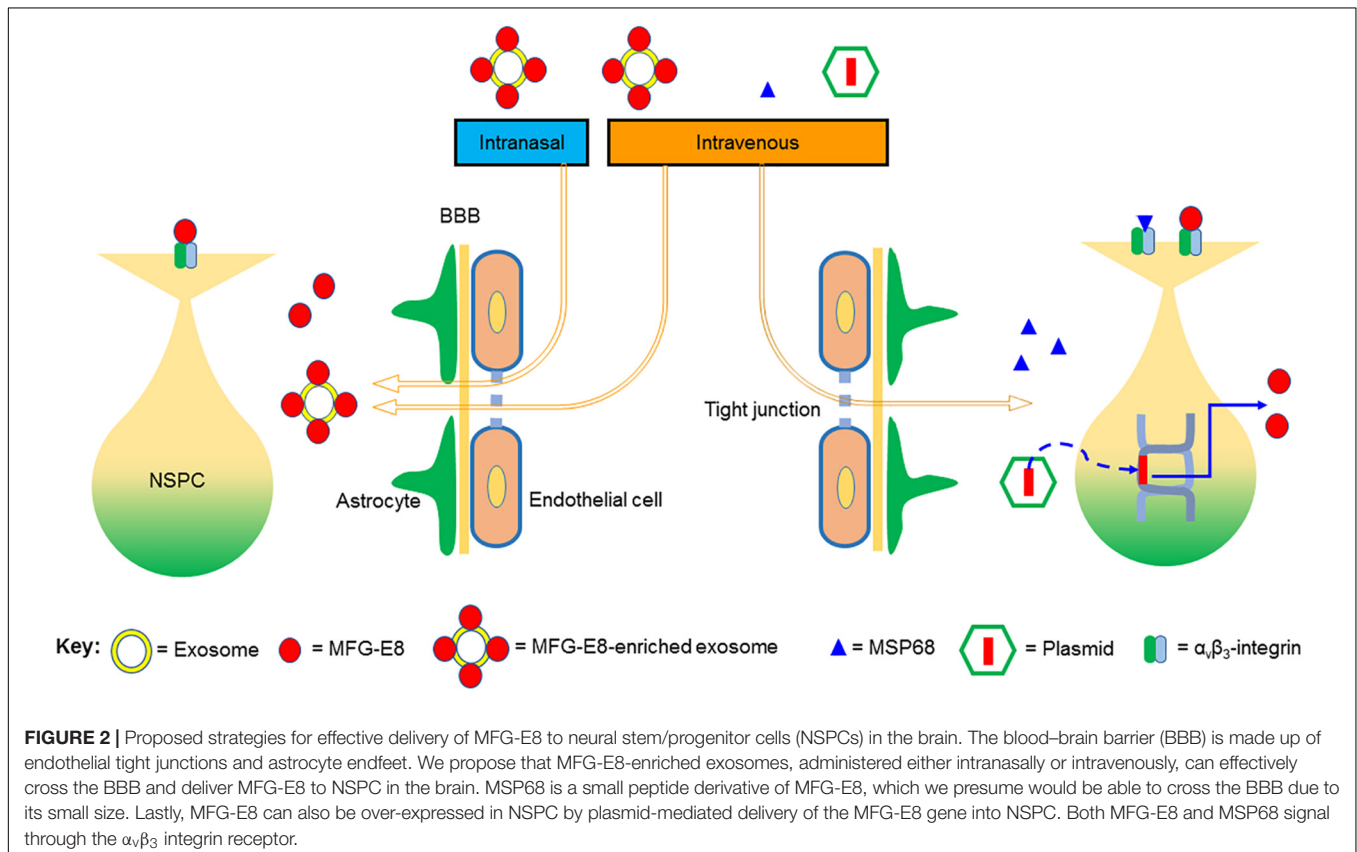 Intranasal
Intravenous
BBB
Tight junction
NSPC
Astrocyte
Endothelial cell
Key: = Exosome = MFG-E8 = MFG-E8-enriched exosome = MSP68 = Plasmid = αvβ3-integrin
FIGURE 2 | Proposed strategies for effective delivery of MFG-E8 to neural stem/progenitor cells (NSPCs) in the brain. The blood–brain barrier (BBB) is made up of
endothelial tight junctions and astrocyte endfeet. We propose that MFG-E8-enriched exosomes, administered either intranasally or intravenously, can effectively
cross the BBB and deliver MFG-E8 to NSPC in the brain. MSP68 is a small peptide derivative of MFG-E8, which we presume would be able to cross the BBB due to
its small size. Lastly, MFG-E8 can also be over-expressed in NSPC by plasmid-mediated delivery of the MFG-E8 gene into NSPC. Both MFG-E8 and MSP68 signal
through the αvβ3 integrin receptor.